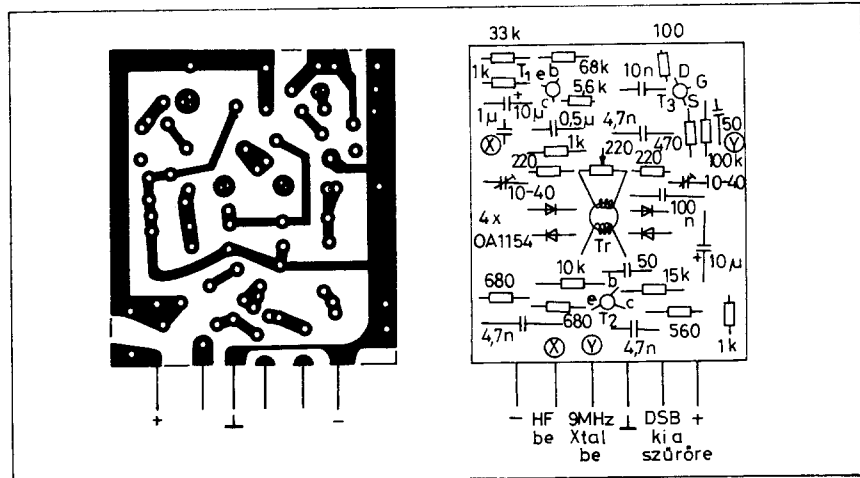 33k 100
1k T1 e b 68k 10n D G
c 5,6k T3 S
1µ + 10µ 0,5µ 4,7n 50
X 1k 220 470 Y
220 220 100k
10-40 10-40
4x 100n
OA1154 Tr + 10µ
10k 50 15k
680 b
e c
T2
680 560
4,7n 4,7n 1k
X Y
+ ⊥ -
- HF be 9MHz Xtal be ⊥ DSB ki a szűrőre +